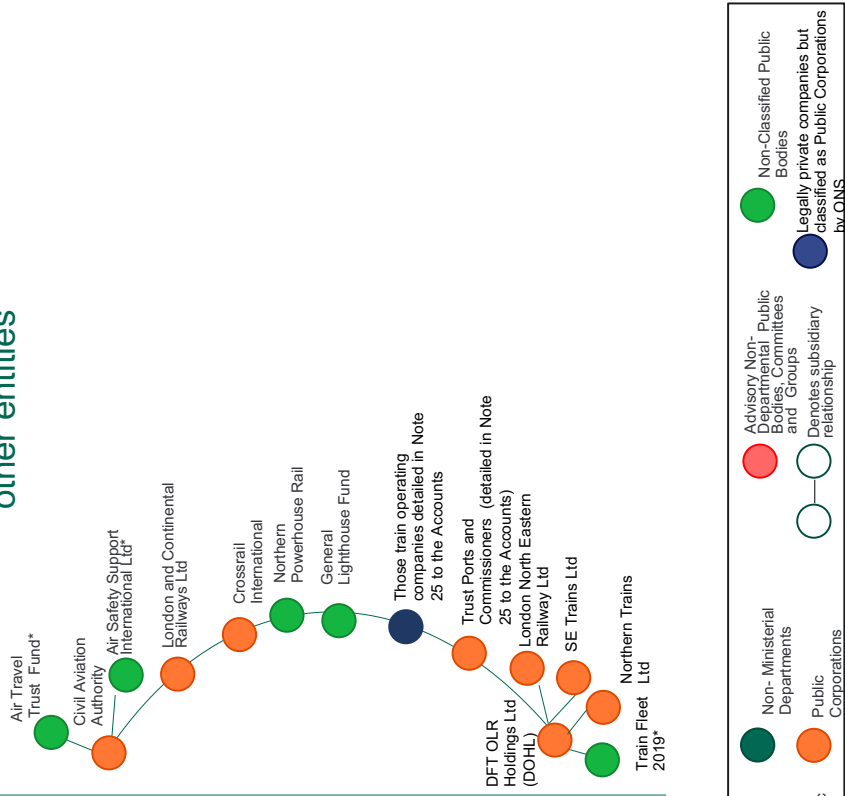 other entities
Air Travel
Trust Fund*
Civil Aviation
Authority
Air Safety Support
International Ltd*
London and Continental
Railways Ltd
Crossrail
International
Northern
Powerhouse Rail
General
Lighthouse Fund
Those train operating
companies detailed in Note
25 to the Accounts
Trust Ports and
Commissioners (detailed in Note
25 to the Accounts)
London North Eastern
Railway Ltd
SE Trains Ltd
Northern Trains
Ltd
DFT OLR
Holdings Ltd
(DOHL)
Train Fleet
2019*
Non- Ministerial
Departments
Public
Corporations
Advisory Non-
Departmental Public
Bodies, Committees
and Groups
Denotes subsidiary
relationship
Non-Classified Public
Bodies
Legally private companies but
classified as Public Corporations
by ONS